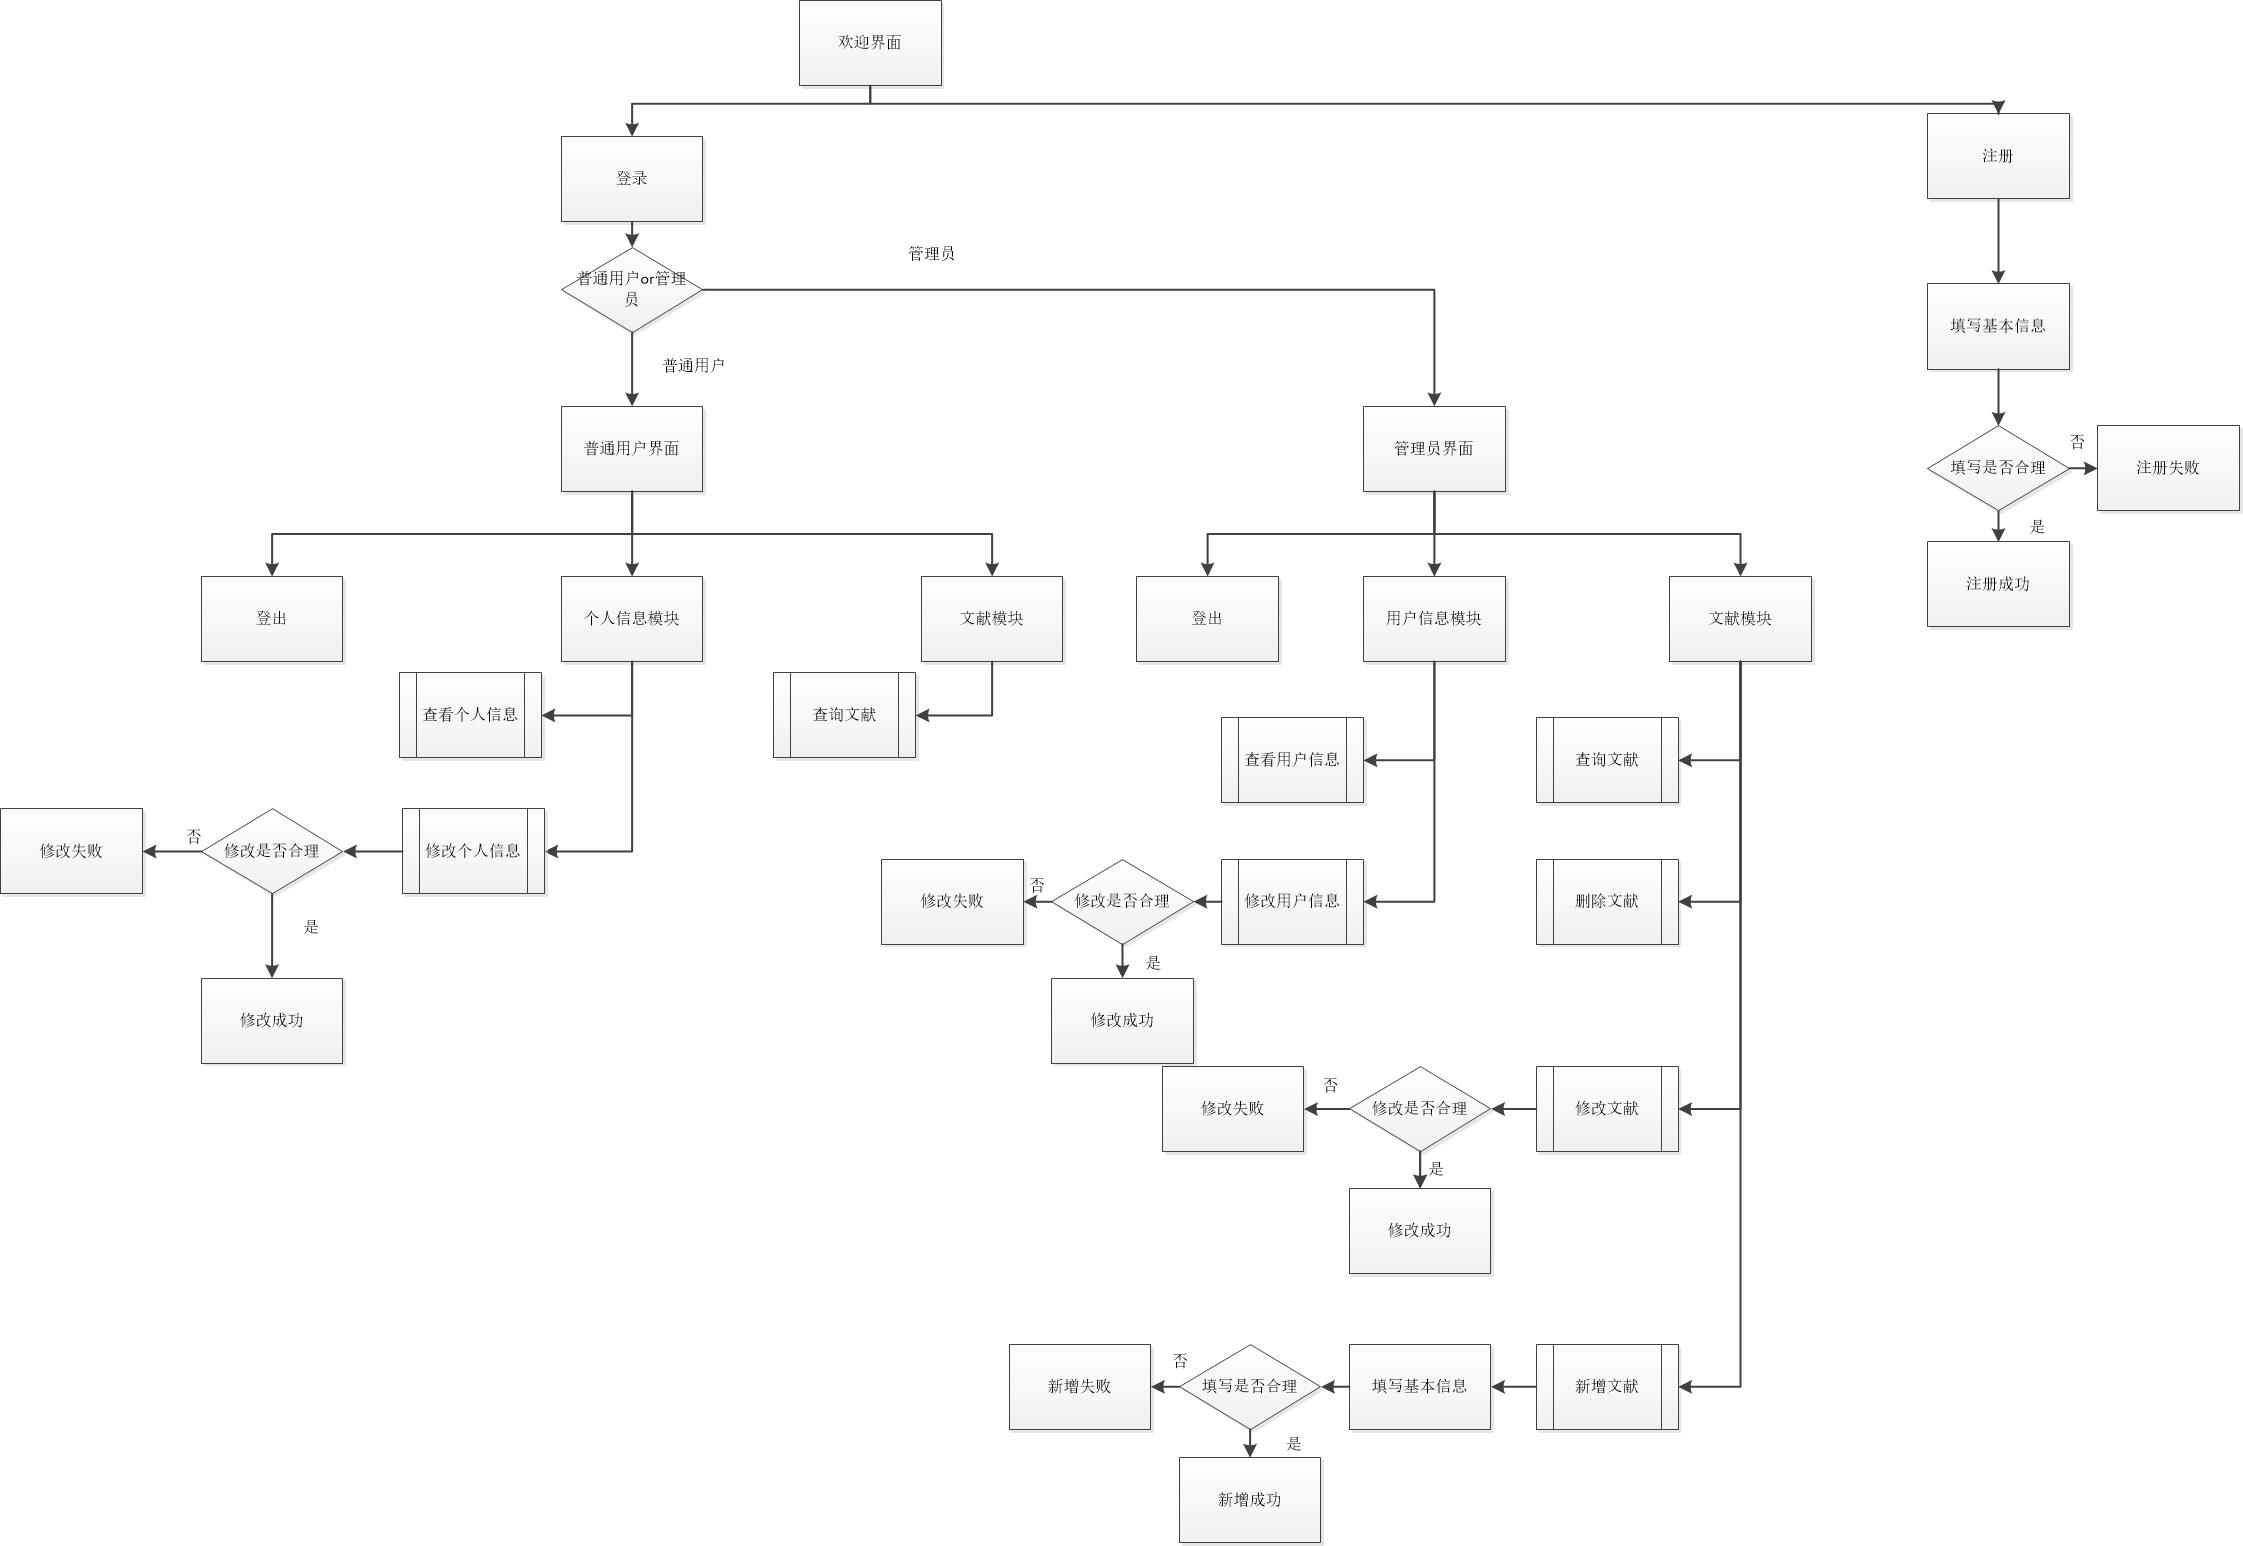 欢迎界面
登录
注册
管理员
普通用户or管理
员
填写基本信息
普通用户
普通用户界面
管理员界面
填写是否合理
否
注册失败
是
注册成功
登出
个人信息模块
文献模块
登出
用户信息模块
文献模块
查看个人信息
查询文献
查看用户信息
查询文献
修改失败
否
修改是否合理
修改个人信息
修改失败
否
修改是否合理
修改用户信息
删除文献
是
是
修改成功
修改成功
修改失败
否
修改是否合理
修改文献
是
修改成功
新增失败
否
填写是否合理
填写基本信息
新增文献
是
新增成功